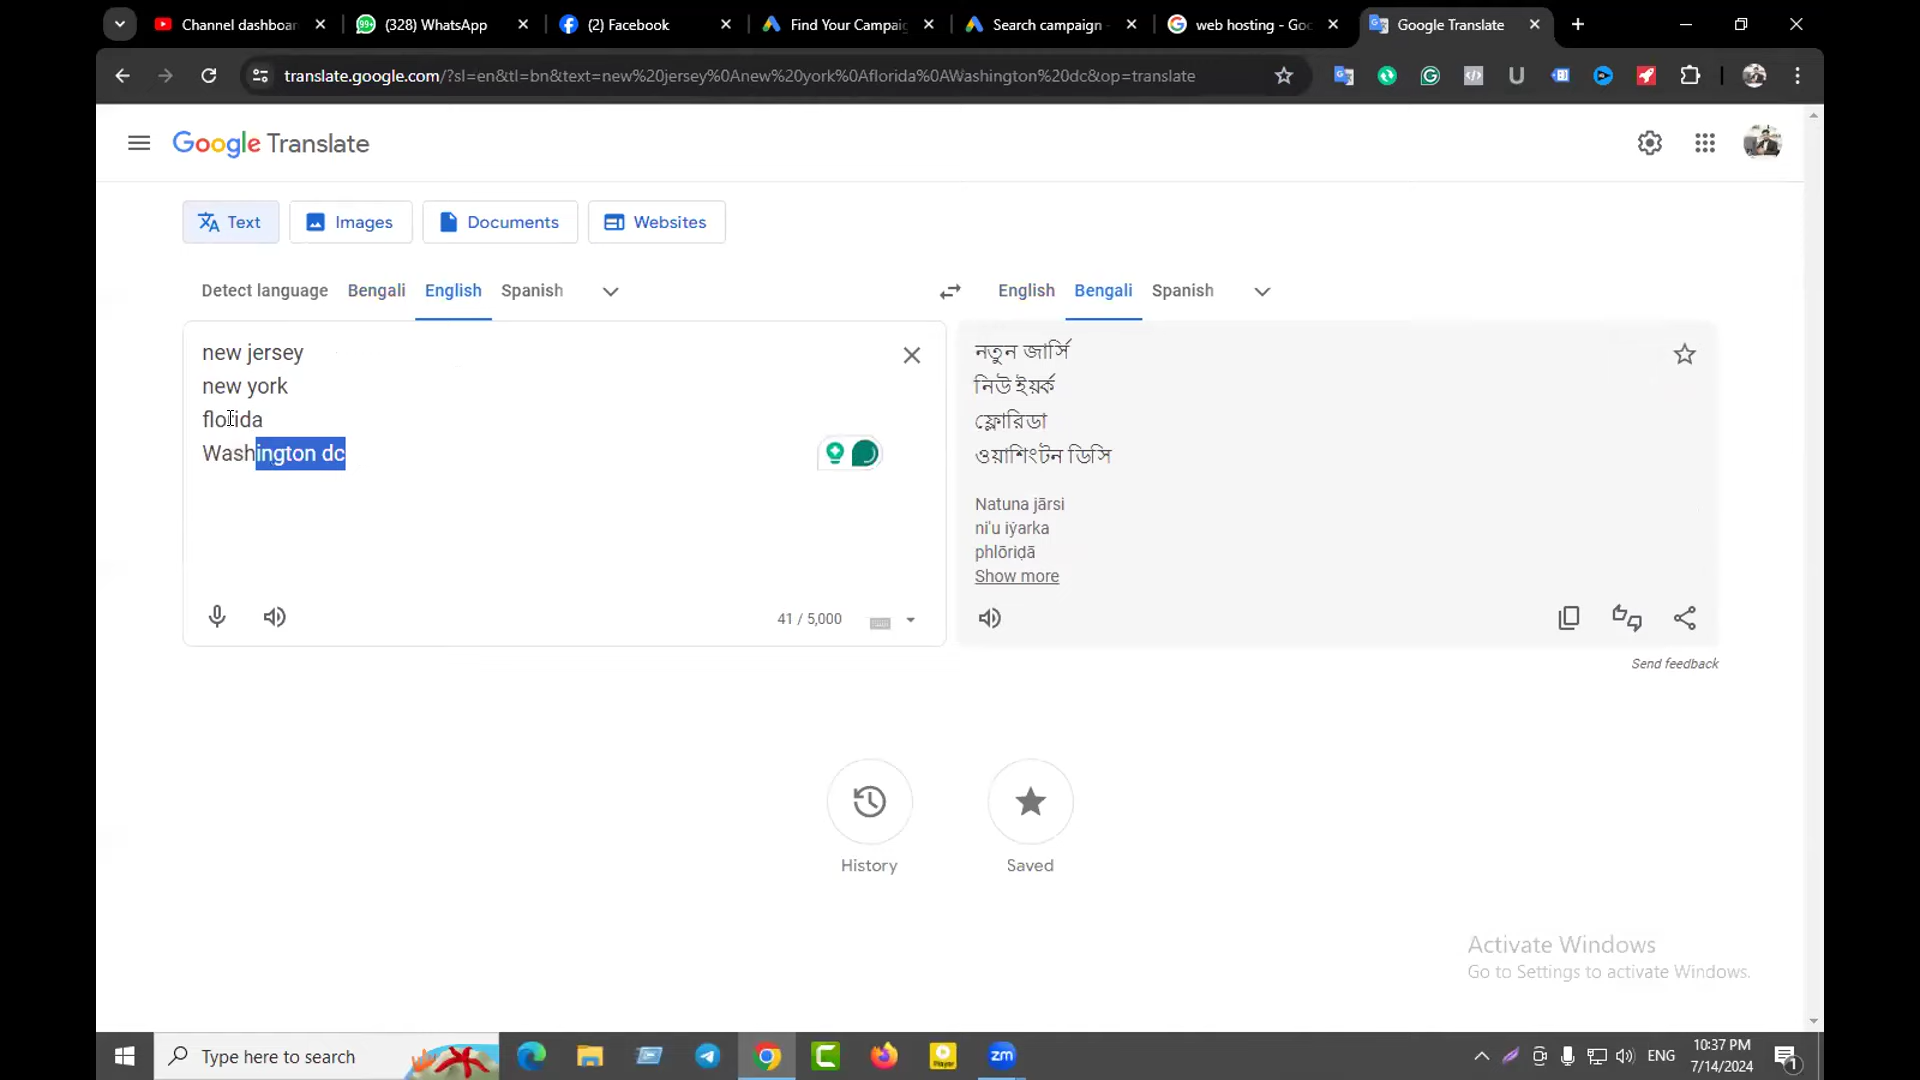 Channel dashboar
(328) WhatsApp
(2) Facebook
Find Your Campaig
Search campaign -
web hosting - Goo
Google Translate
translate.google.com/?sl=en&tl=bn&text=new%20jersey%0Anew%20york%0Aflorida%0AWashington%20dc&op=translate
Google Translate
Text
Images
Documents
Websites
Detect language
Bengali
English
Spanish
English
Bengali
Spanish
new jersey
new york
florida
Washington dc
41 / 5,000
নতুন জার্সি
নিউ ইয়র্ক
ফ্লোরিডা
ওয়াশিংটন ডিসি
Natuna jārsi
ni'u iẏarka
phlōriḍā
Show more
Send feedback
History
Saved
Activate Windows
Go to Settings to activate Windows.
Type here to search
zm
ENG
10:37 PM
7/14/2024
1